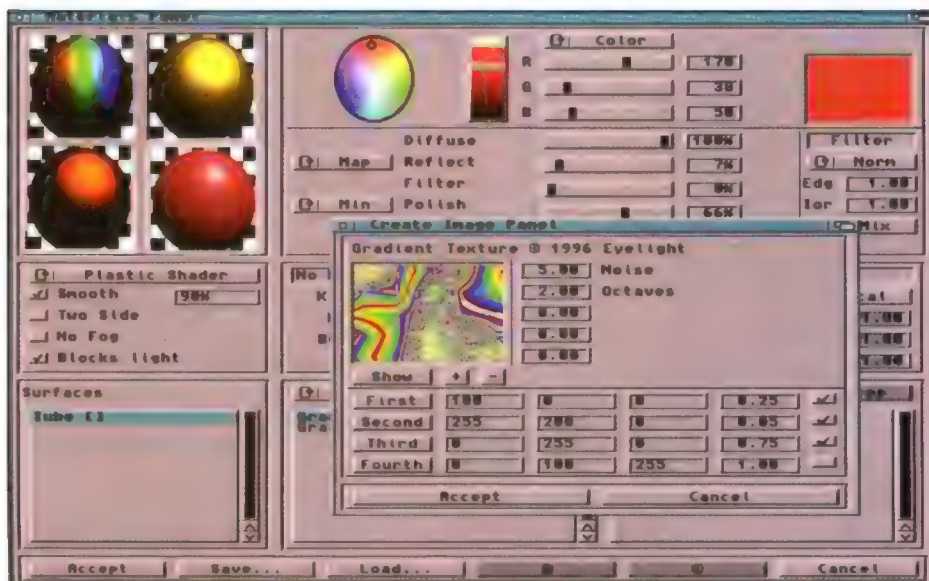 Materials Panel
Color
R 178
G 38
B 50
Diffuse 100%
Map Reflect 7%
Filter 0%
Min Polish 66%
Filter
Norm
Edg 1.00
Ior 1.00
Mix
Plastic Shader
Smooth 90%
Two Side
No Fog
Blocks light
Surfaces
Create Image Panel
Gradient Texture © 1996 Eyelight
5.00 Noise
2.00 Octaves
0.00
0.00
0.00
Show + -
First 100 0 0 0.25
Second 255 200 0
Third 0 255 0 0.75
Fourth 0 100 255 1.00
Accept Cancel
Accept Save... Load... Cancel